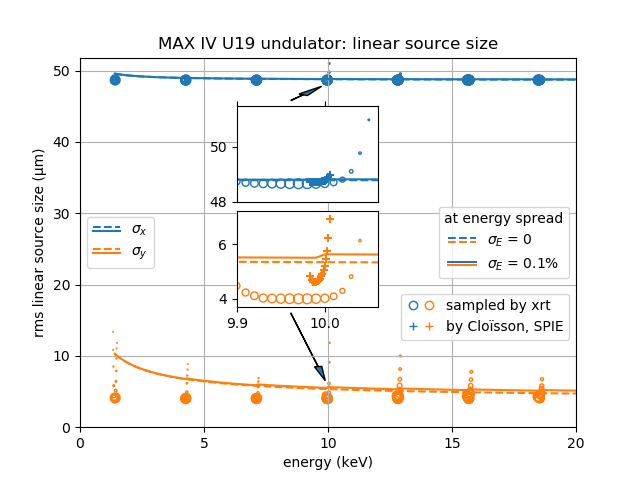 MAX IV U19 undulator: linear source size
rms linear source size (μm)
50
40
30
20
10
0
0
5
10
15
20
energy (keV)
50
48
6
4
9.9
10.0
σx
σy
at energy spread
σE = 0
σE = 0.1%
sampled by xrt
by Cloïsson, SPIE